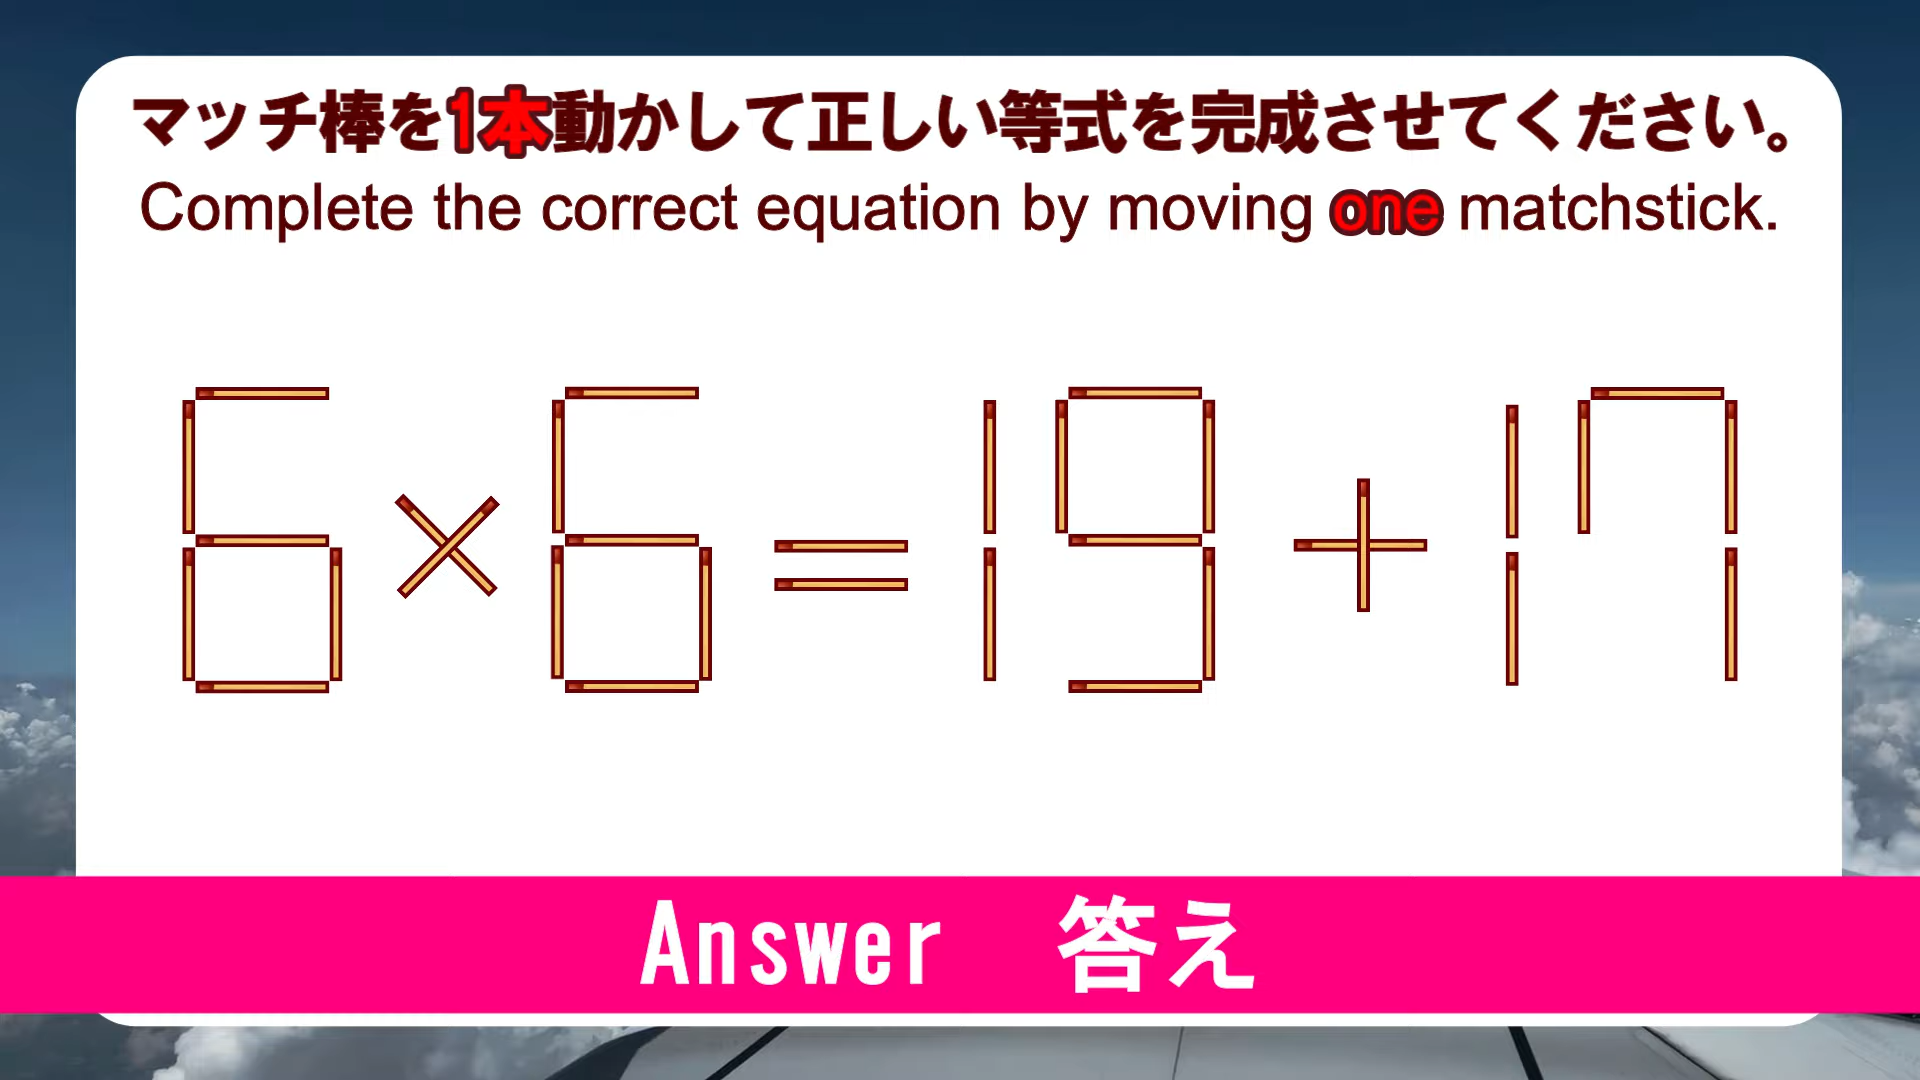 マッチ棒を1本動かして正しい等式を完成させてください。
Complete the correct equation by moving one matchstick.
6×6=19+17
Answer 答え